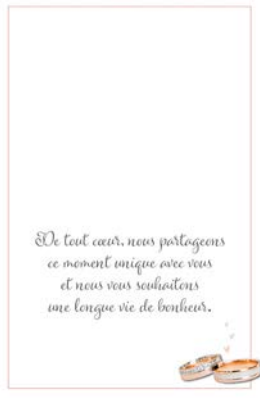 De tout cœur, nous partageons
ce moment unique avec vous
et nous vous souhaitons
une longue vie de bonheur.